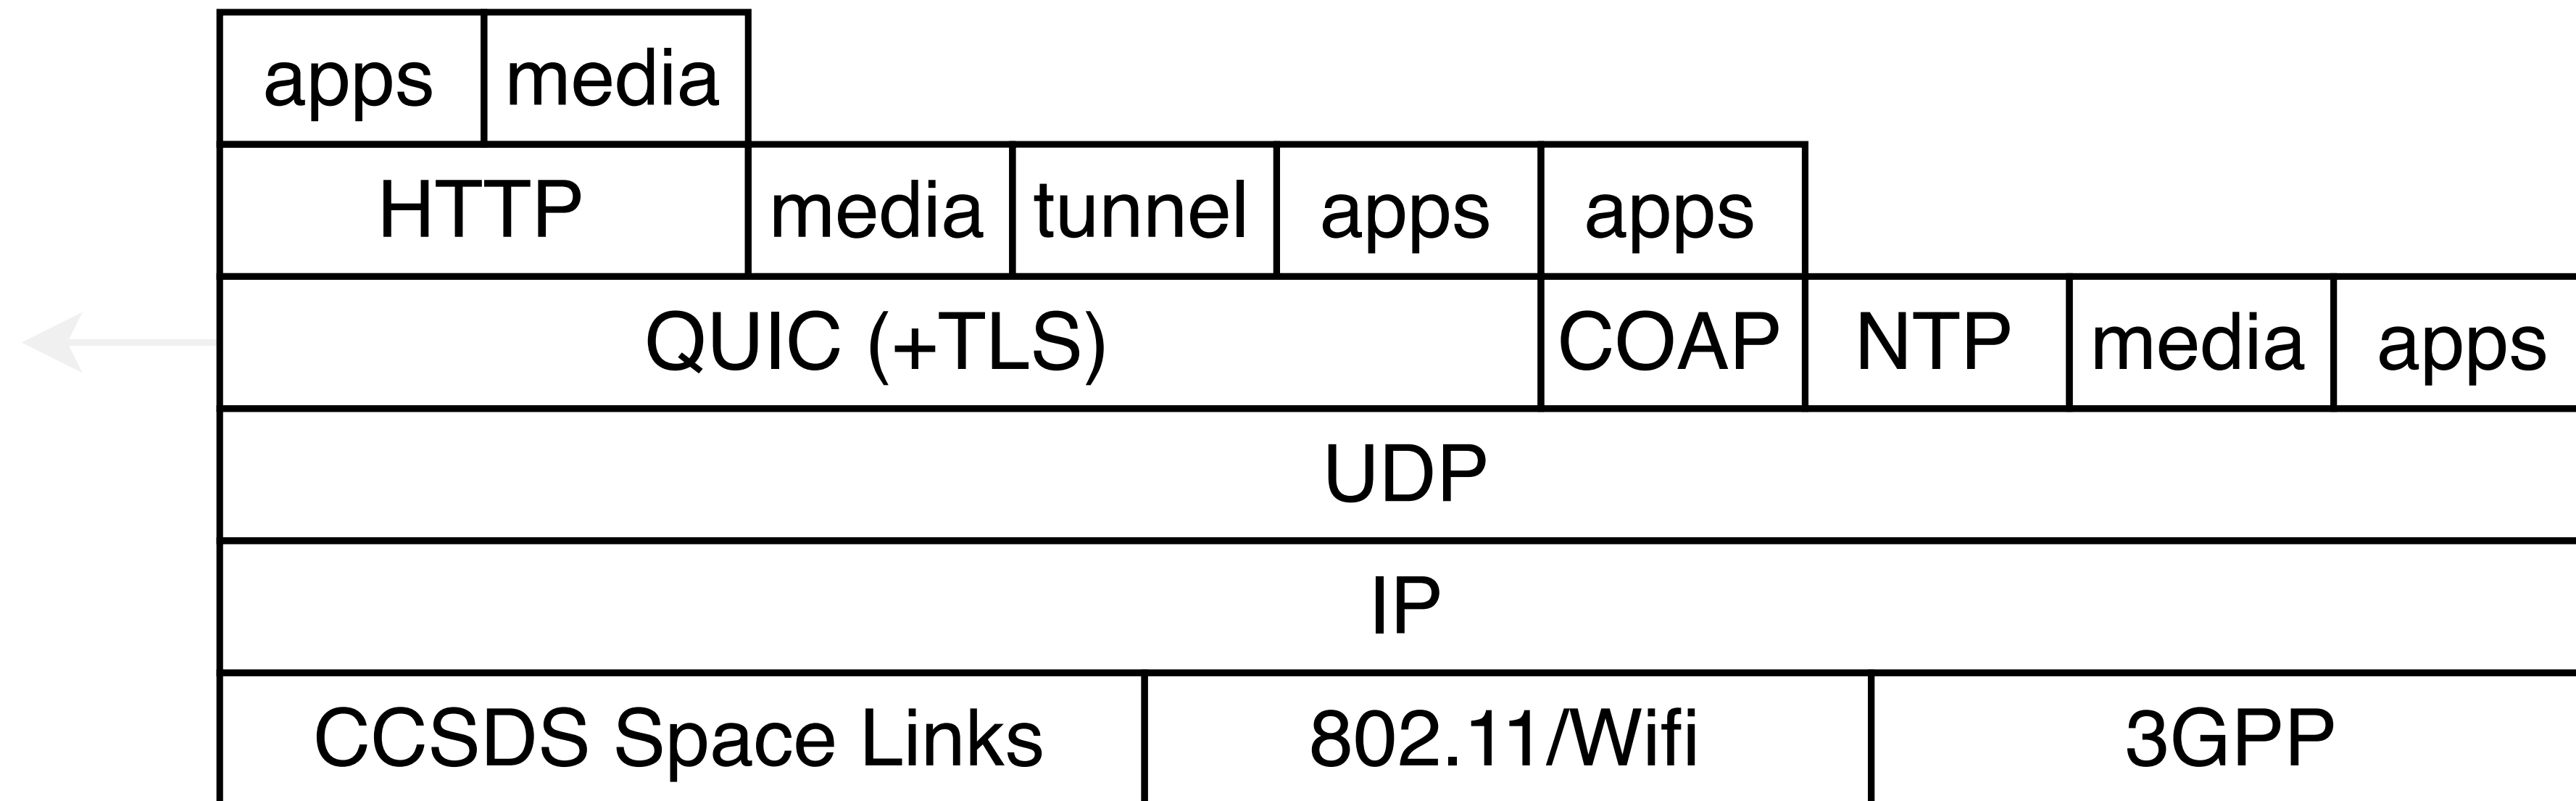 apps media
HTTP media tunnel apps apps
QUIC (+TLS) COAP NTP media apps
UDP
IP
CCSDS Space Links 802.11/Wifi 3GPP